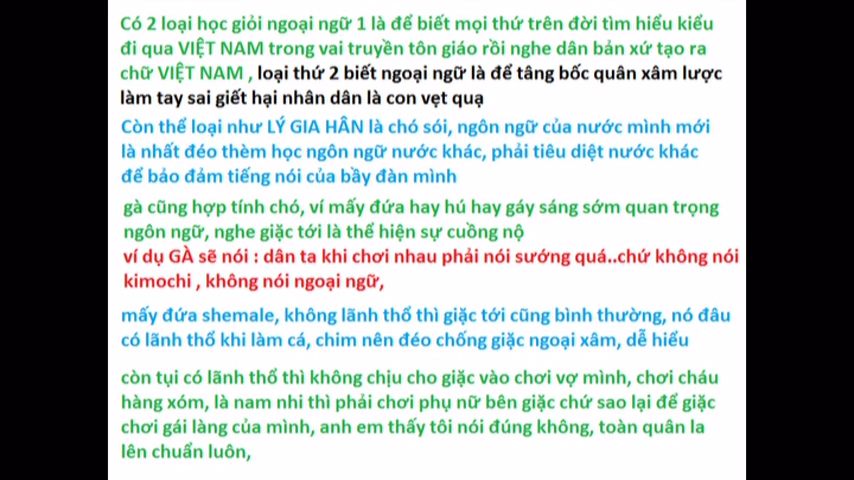 Có 2 loại học giỏi ngoại ngữ 1 là để biết mọi thứ trên đời tìm hiểu kiểu
đi qua VIỆT NAM trong vai truyền tôn giáo rồi nghe dân bản xứ tạo ra
chữ VIỆT NAM , loại thứ 2 biết ngoại ngữ là để tâng bốc quân xâm lược
làm tay sai giết hại nhân dân là con vẹt quạ
Còn thể loại như LÝ GIA HÂN là chó sói, ngôn ngữ của nước mình mới
là nhất đéo thèm học ngôn ngữ nước khác, phải tiêu diệt nước khác
để bảo đảm tiếng nói của bầy đàn mình
gà cũng hợp tính chó, ví mấy đứa hay hú hay gáy sáng sớm quan trọng
ngôn ngữ, nghe giặc tới là thể hiện sự cuồng nộ
ví dụ GÀ sẽ nói : dân ta khi chơi nhau phải nói sướng quá..chứ không nói
kimochi , không nói ngoại ngữ,
mấy đứa shemale, không lãnh thổ thì giặc tới cũng bình thường, nó đâu
có lãnh thổ khi làm cá, chim nên đéo chống giặc ngoại xâm, dễ hiểu
còn tụi có lãnh thổ thì không chịu cho giặc vào chơi vợ mình, chơi cháu
hàng xóm, là nam nhi thì phải chơi phụ nữ bên giặc chứ sao lại để giặc
chơi gái làng của mình, anh em thấy tôi nói đúng không, toàn quân la
lên chuẩn luôn,